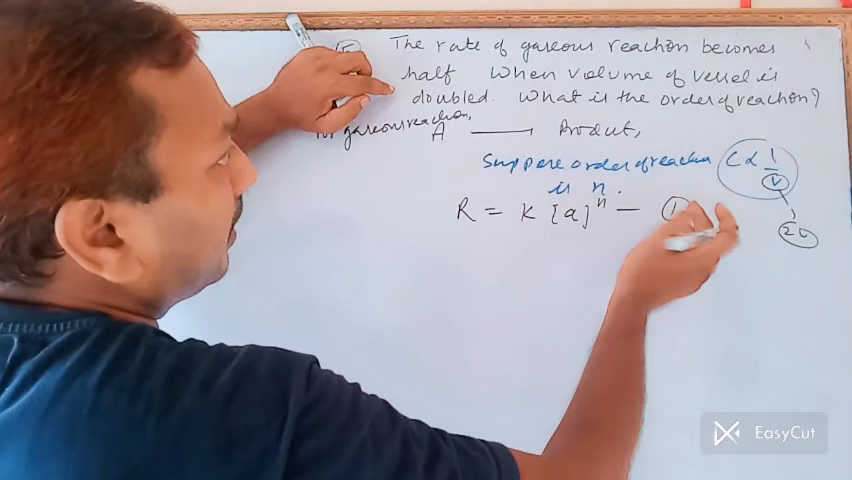 The rate of gaseous reaction becomes
half when volume of vessel is
doubled. What is the order of reaction?
gaseous reaction,
A ⟶ Product,
Suppose order of reaction
is n.
C ∝ 1/V
2V
R = K [a]^n — ①
EasyCut